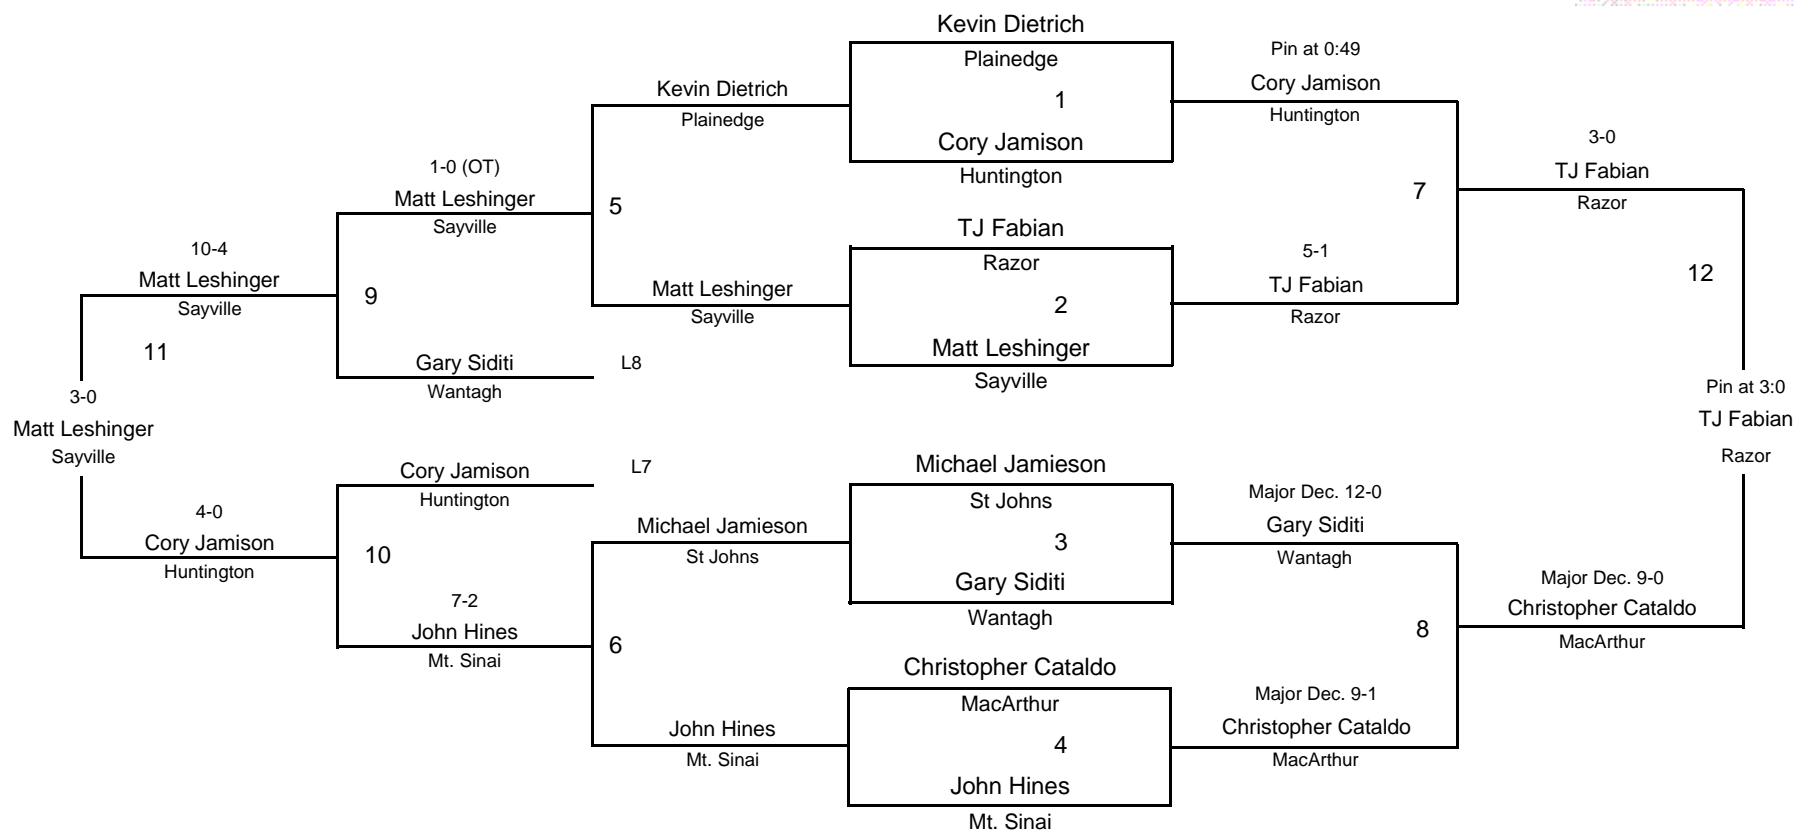 Kevin Dietrich
Plainedge
1
Cory Jamison
Huntington
Pin at 0:49
Cory Jamison
Huntington
Kevin Dietrich
Plainedge
3-0
TJ Fabian
Razor
1-0 (OT)
Matt Leshinger
Sayville
5
7
TJ Fabian
Razor
2
Matt Leshinger
Sayville
5-1
TJ Fabian
Razor
10-4
Matt Leshinger
Sayville
9
Matt Leshinger
Sayville
12
11
Gary Siditi
Wantagh
L8
3-0
Matt Leshinger
Sayville
Pin at 3:0
TJ Fabian
Razor
Cory Jamison
Huntington
L7
Michael Jamieson
St Johns
3
Gary Siditi
Wantagh
Major Dec. 12-0
Gary Siditi
Wantagh
4-0
Cory Jamison
Huntington
10
Michael Jamieson
St Johns
7-2
John Hines
Mt. Sinai
6
8
Major Dec. 9-0
Christopher Cataldo
MacArthur
Christopher Cataldo
MacArthur
4
John Hines
Mt. Sinai
Major Dec. 9-1
Christopher Cataldo
MacArthur
John Hines
Mt. Sinai